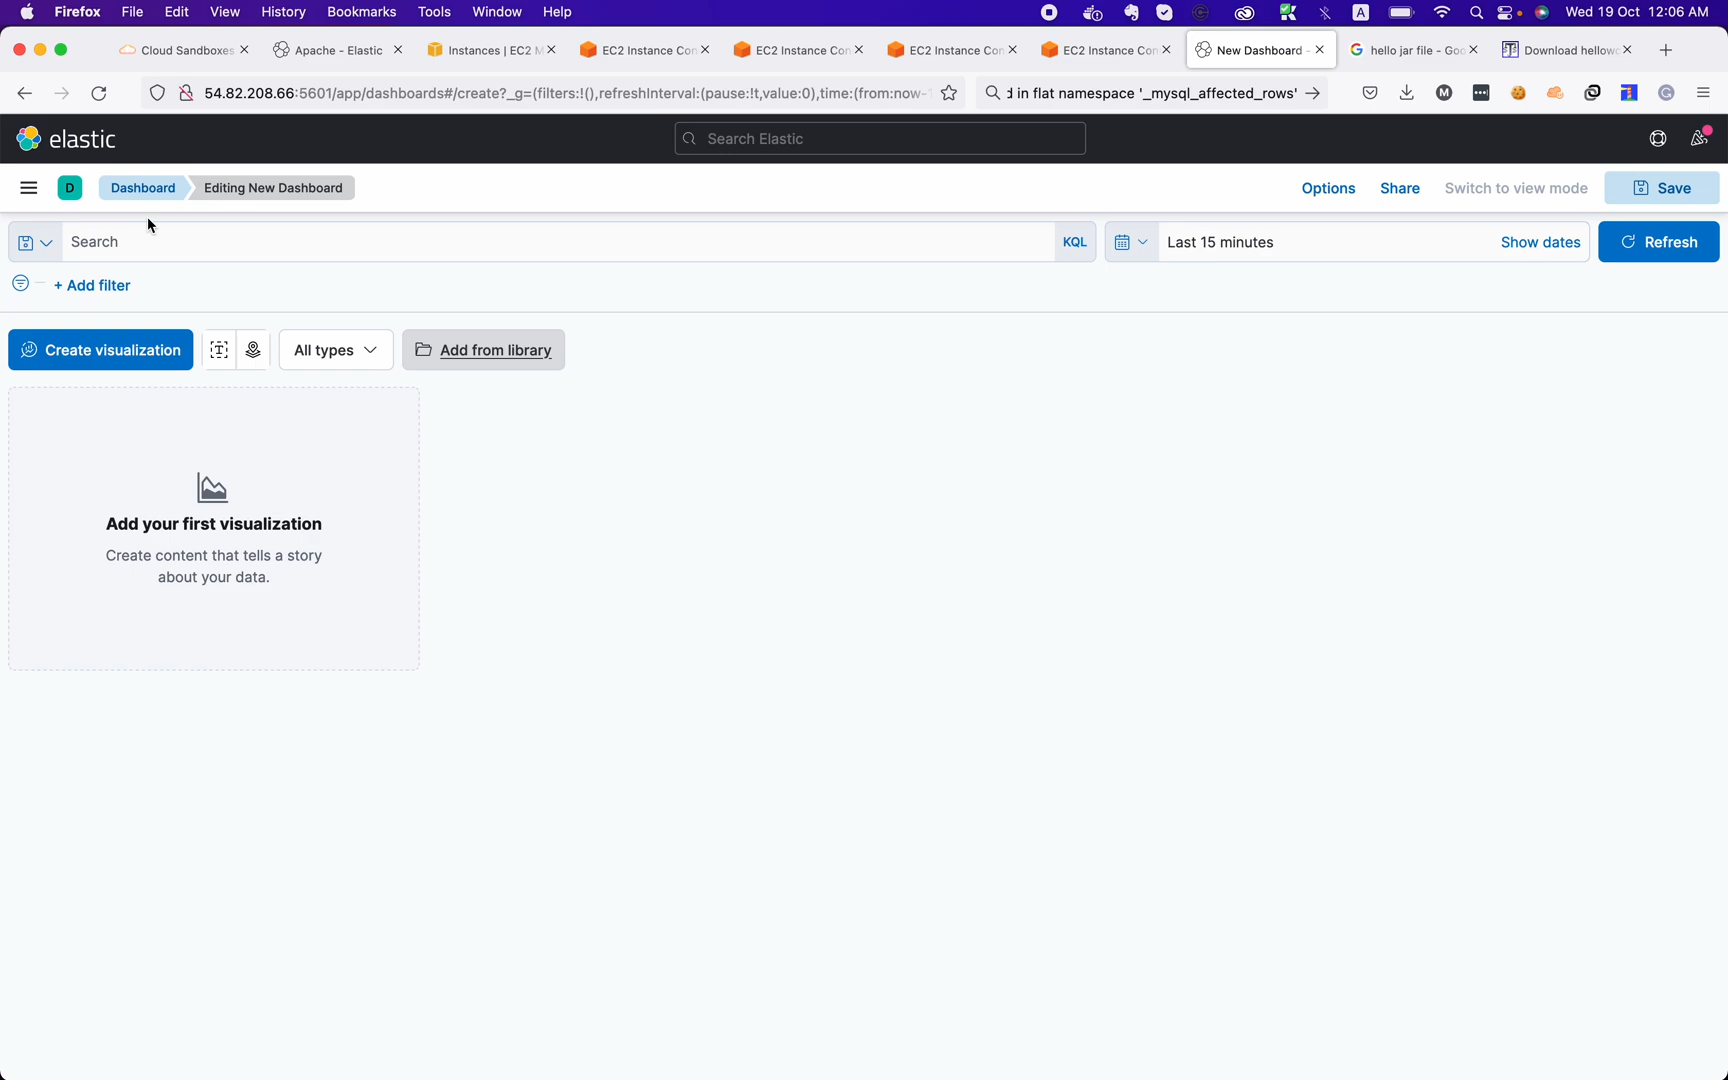 Firefox File Edit View History Bookmarks Tools Window Help A Wed 19 Oct 12:06 AM
Cloud Sandboxes Apache - Elastic Instances | EC2 M EC2 Instance Con EC2 Instance Con EC2 Instance Con EC2 Instance Con New Dashboard - hello jar file - Goo Download hellowo
54.82.208.66:5601/app/dashboards#/create?_g=(filters:!(),refreshInterval:(pause:!t,value:0),time:(from:now-1 d in flat namespace '_mysql_affected_rows'
elastic Search Elastic
D Dashboard Editing New Dashboard Options Share Switch to view mode Save
Search KQL Last 15 minutes Show dates Refresh
+ Add filter
Create visualization All types Add from library
Add your first visualization
Create content that tells a story
about your data.